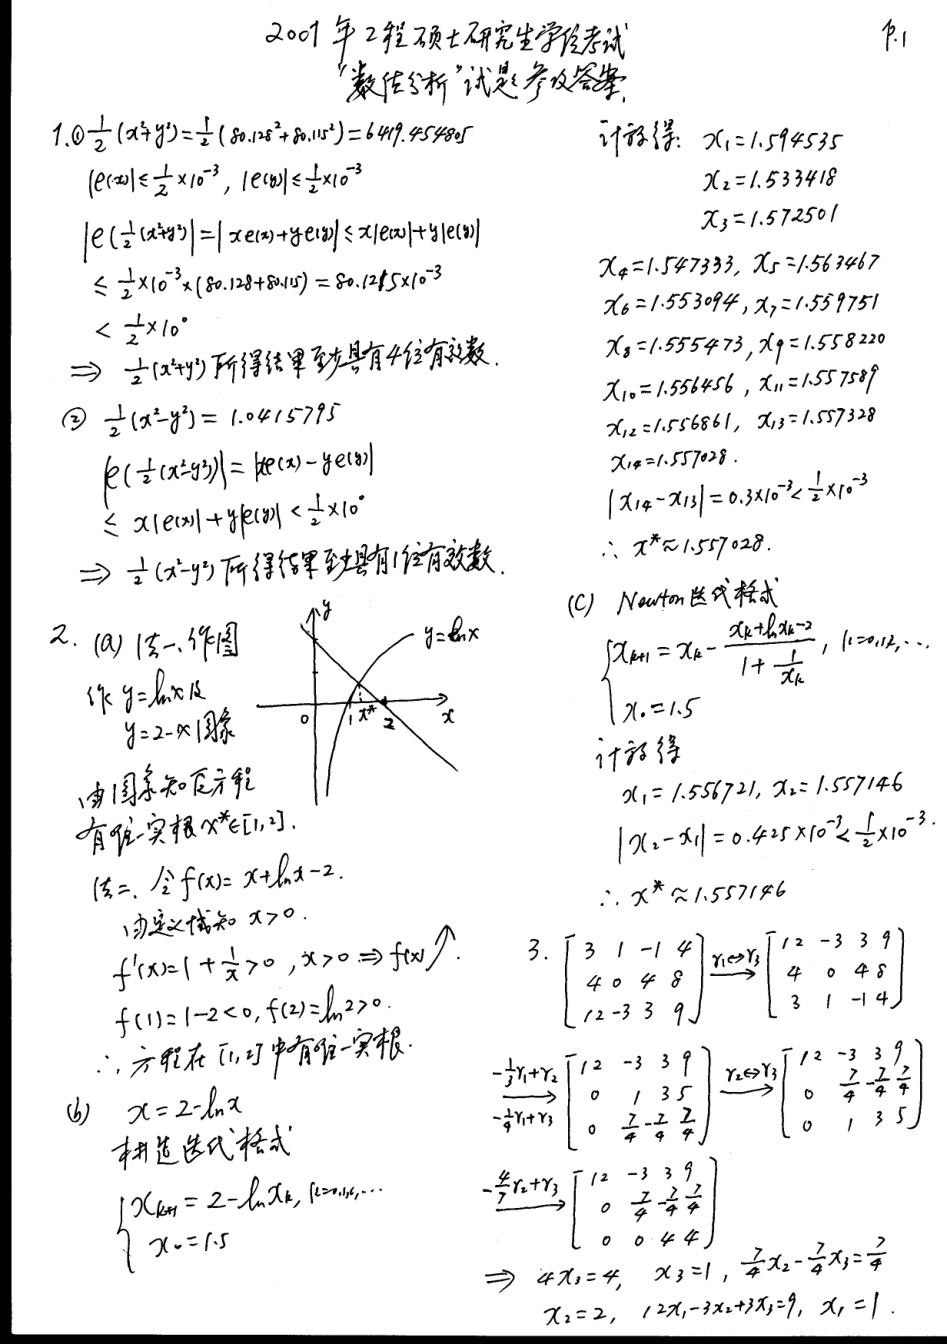 2009年工程硕士研究生学位考试
P.1
"数值分析"试题参考答案
1.① 1/2(x²+y²)=1/2(80.128²+80.115²)=6419.454805
|e(x)|≤1/2×10⁻³, |e(y)|≤1/2×10⁻³
|e(1/2(x²+y²))|=|xe(x)+ye(y)|≤x|e(x)|+y|e(y)|
≤1/2×10⁻³×(80.128+80.115)=80.1215×10⁻³
<1/2×10⁰
⇒ 1/2(x²+y²)所得结果至少具有4位有效数.
② 1/2(x²-y²)=1.0415795
|e(1/2(x²-y²))|=|xe(x)-ye(y)|
≤x|e(x)|+y|e(y)|<1/2×10⁰
⇒ 1/2(x²-y²)所得结果至少具有1位有效数.
2. (a) 法一、作图
作 y=lnx及
y=2-x图象
由图象知原方程
有唯一实根x*∈[1,2].
y
y=lnx
0 1 x* 2 x
法二、令f(x)=x+lnx-2.
由定义域知 x>0.
f'(x)=1+1/x>0, x>0⇒f(x)↗.
f(1)=1-2<0, f(2)=ln2>0.
∴方程在[1,2]中有唯一实根.
(b) x=2-lnx
构造迭代格式
{ x_{k+1}=2-lnx_k, k=0,1,…
x₀=1.5
计算得: x₁=1.594535
x₂=1.533418
x₃=1.572501
x₄=1.547333, x₅=1.563467
x₆=1.553094, x₇=1.559751
x₈=1.555473, x₉=1.558220
x₁₀=1.556456, x₁₁=1.557589
x₁₂=1.556861, x₁₃=1.557328
x₁₄=1.557028.
|x₁₄-x₁₃|=0.3×10⁻³<1/2×10⁻³
∴ x*≈1.557028.
(c) Newton迭代格式
{ x_{k+1}=x_k-(x_k+lnx_k-2)/(1+1/x_k), k=0,1,…
x₀=1.5
计算得
x₁=1.556721, x₂=1.557146
|x₂-x₁|=0.425×10⁻³<1/2×10⁻³.
∴ x*≈1.557146
3. [3 1 -1 4; 4 0 4 8; 12 -3 3 9] r₁↔r₃→ [12 -3 3 9; 4 0 4 8; 3 1 -1 4]
-1/3r₁+r₂, -1/4r₁+r₃→ [12 -3 3 9; 0 1 3 5; 0 7/4 -7/4 7/4] r₂↔r₃→ [12 -3 3 9; 0 7/4 -7/4 7/4; 0 1 3 5]
-4/7r₂+r₃→ [12 -3 3 9; 0 7/4 -7/4 7/4; 0 0 4 4]
⇒ 4x₃=4, x₃=1, 7/4x₂-7/4x₃=7/4
x₂=2, 12x₁-3x₂+3x₃=9, x₁=1.